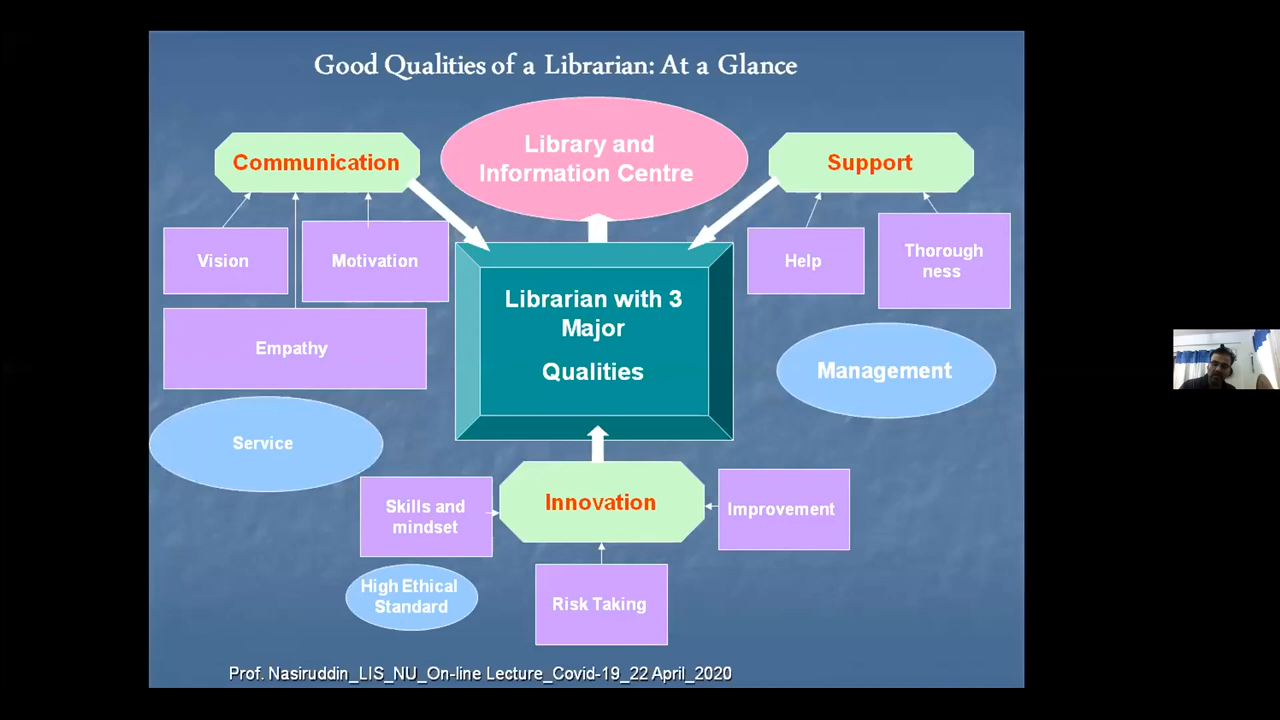 Good Qualities of a Librarian: At a Glance
Library and
Information Centre
Communication
Support
Vision
Motivation
Help
Thorough
ness
Empathy
Librarian with 3
Major
Qualities
Management
Service
Skills and
mindset
Innovation
Improvement
High Ethical
Standard
Risk Taking
Prof. Nasiruddin_LIS_NU_On-line Lecture_Covid-19_22 April_2020